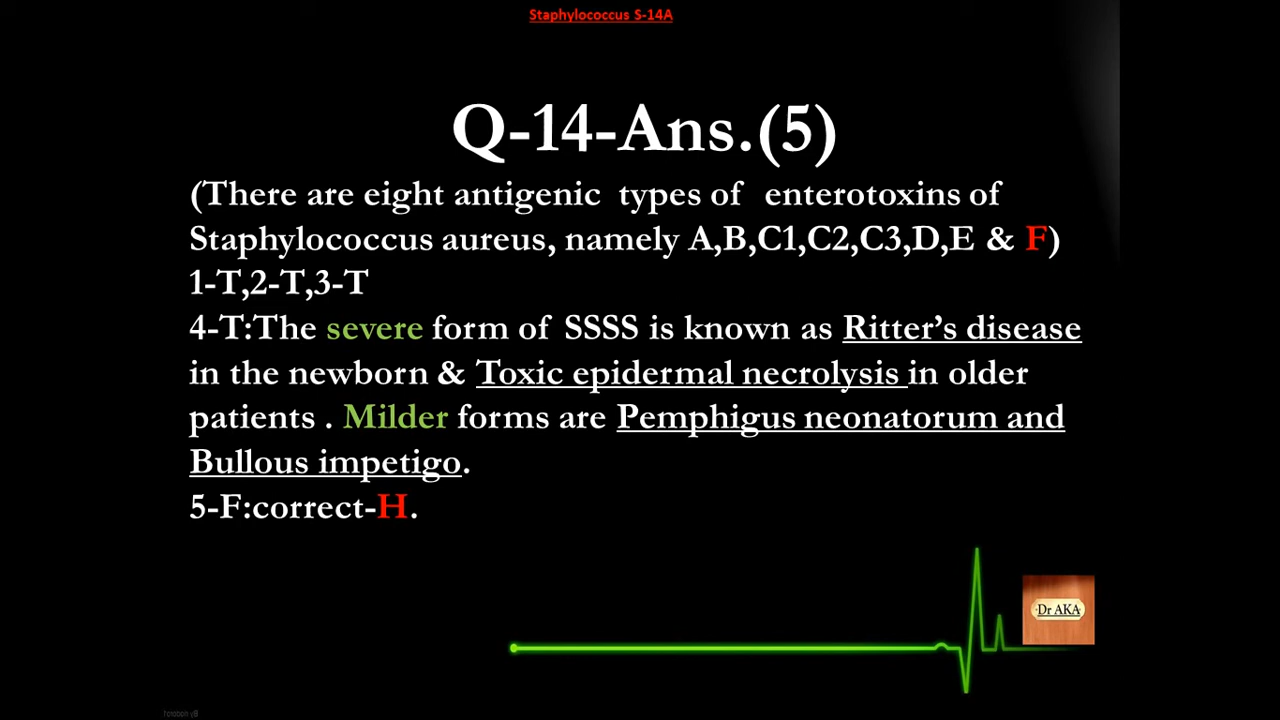 Staphylococcus S-14A
Q-14-Ans.(5)
(There are eight antigenic types of enterotoxins of
Staphylococcus aureus, namely A,B,C1,C2,C3,D,E & F)
1-T,2-T,3-T
4-T:The severe form of SSSS is known as Ritter's disease
in the newborn & Toxic epidermal necrolysis in older
patients . Milder forms are Pemphigus neonatorum and
Bullous impetigo.
5-F:correct-H.
Dr AKA